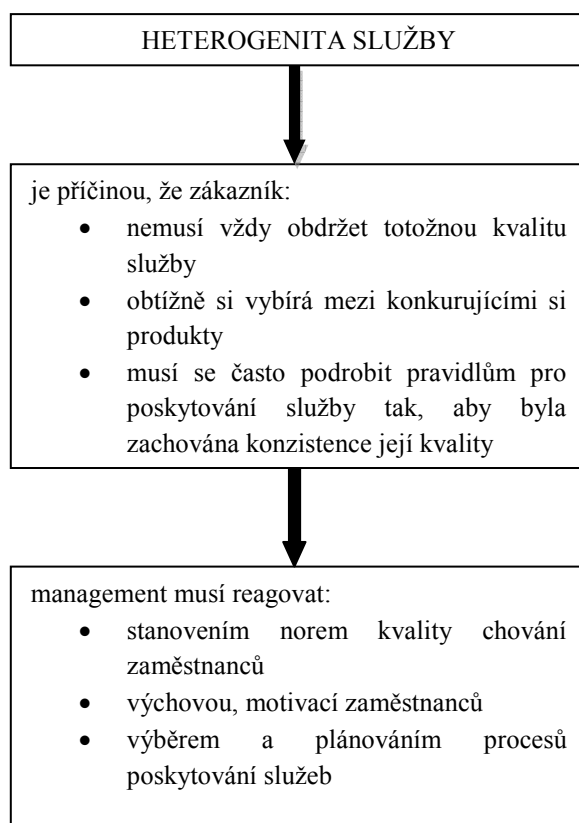 HETEROGENITA SLUŽBY
je příčinou, že zákazník:
• nemusí vždy obdržet totožnou kvalitu
služby
• obtížně si vybírá mezi konkurujícími si
produkty
• musí se často podrobit pravidlům pro
poskytování služby tak, aby byla
zachována konzistence její kvality
management musí reagovat:
• stanovením norem kvality chování
zaměstnanců
• výchovou, motivací zaměstnanců
• výběrem a plánováním procesů
poskytování služeb